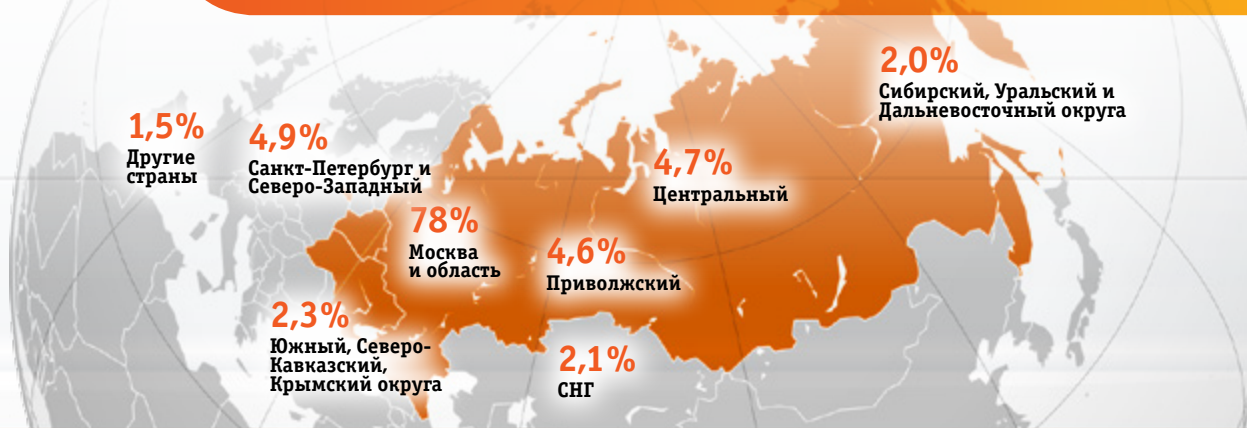 2,0%
Сибирский, Уральский и
Дальневосточный округа
1,5%
Другие
страны
4,9%
Санкт-Петербург и
Северо-Западный
4,7%
Центральный
78%
Москва
и область
4,6%
Приволжский
2,3%
Южный, Северо-
Кавказский,
Крымский округа
2,1%
СНГ